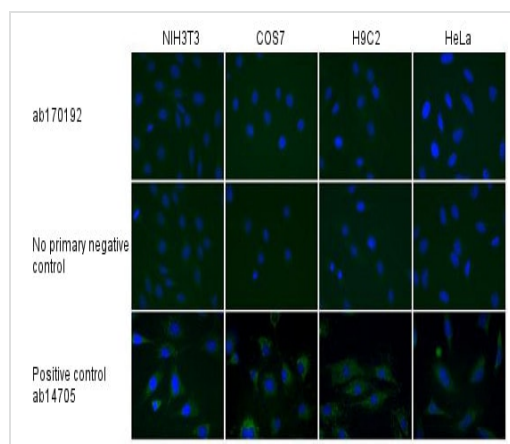 NIH3T3 COS7 H9C2 HeLa
ab170192
No primary negative
control
Positive control
ab14705